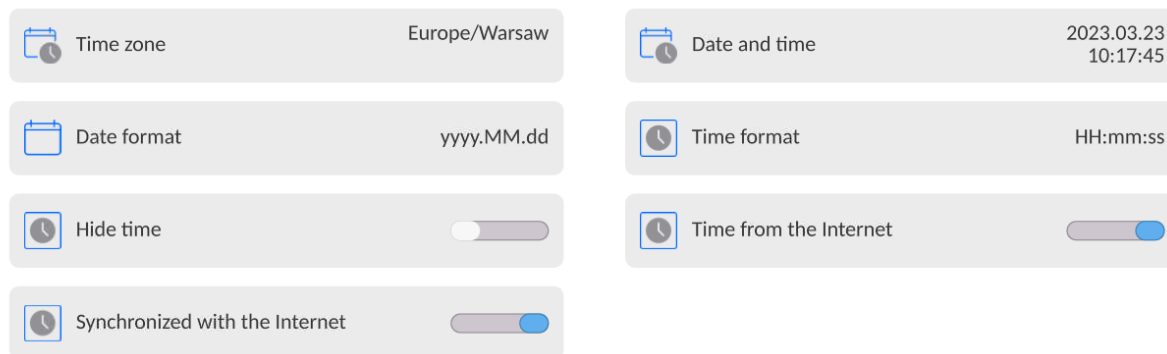 Time zone
Europe/Warsaw
Date and time
2023.03.23
10:17:45
Date format
yyyy.MM.dd
Time format
HH:mm:ss
Hide time
Time from the Internet
Synchronized with the Internet